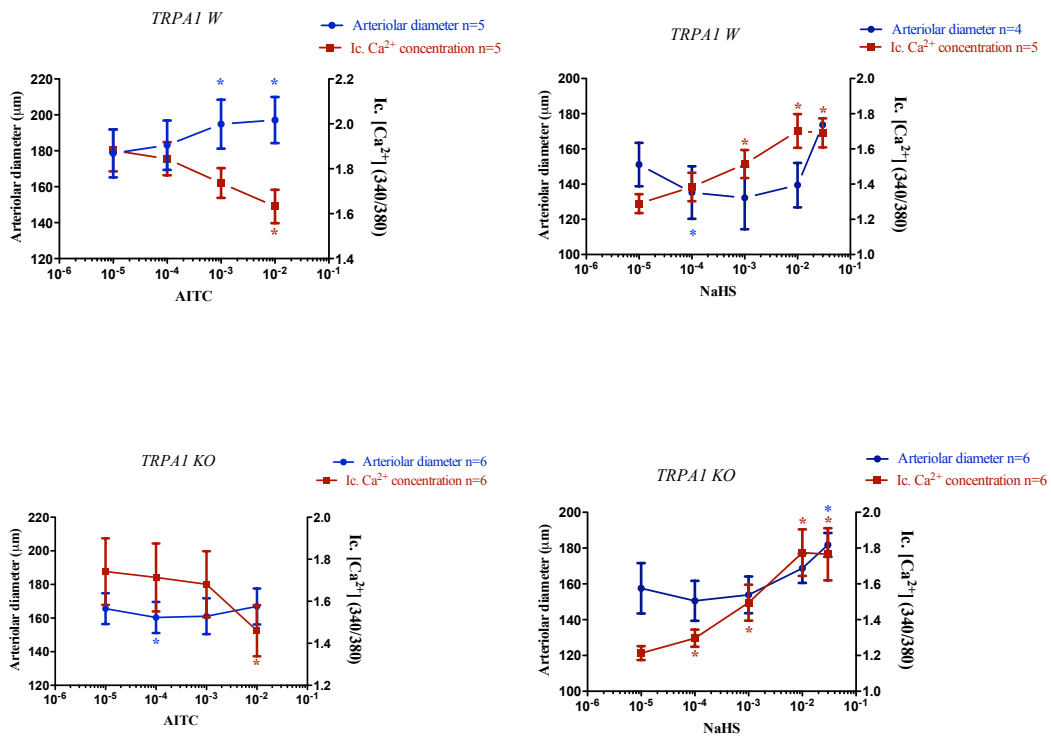 TRPA1 W
Arteriolar diameter n=5
Ic. Ca²⁺ concentration n=5
220
200
180
160
140
120
Arteriolar diameter (µm)
2.2
2.0
1.8
1.6
1.4
Ic. [Ca²⁺] (340/380)
* *
*
10⁻⁶ 10⁻⁵ 10⁻⁴ 10⁻³ 10⁻² 10⁻¹
AITC
TRPA1 W
Arteriolar diameter n=4
Ic. Ca²⁺ concentration n=5
200
180
160
140
120
100
Arteriolar diameter (µm)
2.0
1.8
1.6
1.4
1.2
1.0
Ic. [Ca²⁺] (340/380)
* * *
*
10⁻⁶ 10⁻⁵ 10⁻⁴ 10⁻³ 10⁻² 10⁻¹
NaHS
TRPA1 KO
Arteriolar diameter n=6
Ic. Ca²⁺ concentration n=6
220
200
180
160
140
120
Arteriolar diameter (µm)
2.0
1.8
1.6
1.4
1.2
Ic. [Ca²⁺] (340/380)
* *
10⁻⁶ 10⁻⁵ 10⁻⁴ 10⁻³ 10⁻² 10⁻¹
AITC
TRPA1 KO
Arteriolar diameter n=6
Ic. Ca²⁺ concentration n=6
200
180
160
140
120
100
Arteriolar diameter (µm)
2.0
1.8
1.6
1.4
1.2
1.0
Ic. [Ca²⁺] (340/380)
*
* *
* *
10⁻⁶ 10⁻⁵ 10⁻⁴ 10⁻³ 10⁻² 10⁻¹
NaHS